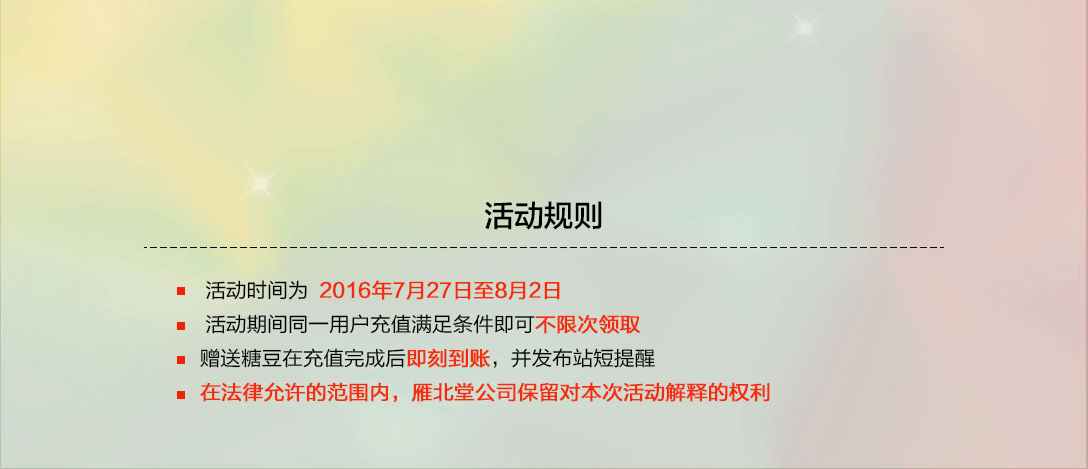 活动规则
活动时间为 2016年7月27日至8月2日
活动期间同一用户充值满足条件即可不限次领取
赠送糖豆在充值完成后即刻到账，并发布站短提醒
在法律允许的范围内，雁北堂公司保留对本次活动解释的权利